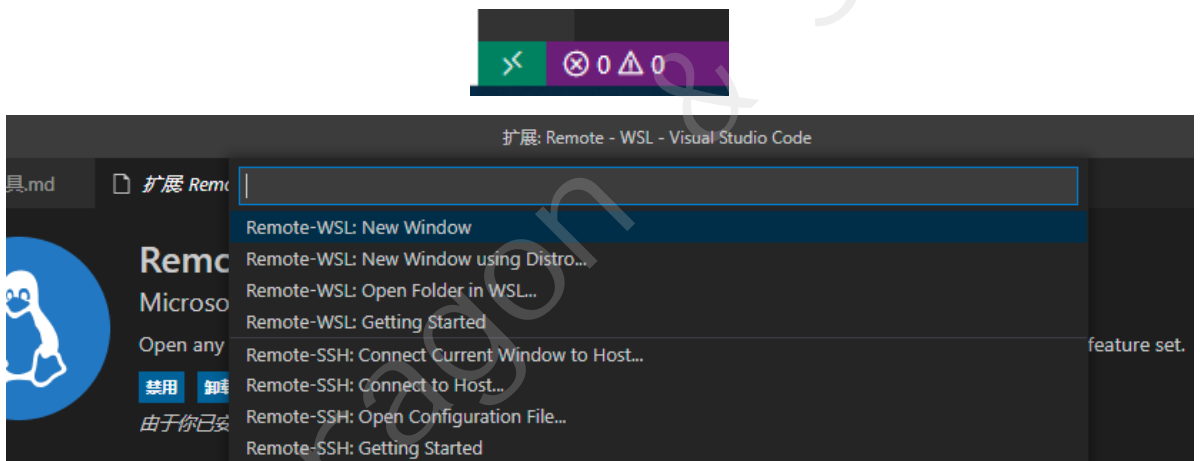 0 0
扩展: Remote - WSL - Visual Studio Code
具.md 扩展
Remote-WSL: New Window
Remote-WSL: New Window using Distro...
Remote-WSL: Open Folder in WSL...
Remote-WSL: Getting Started
Open any feature set.
Remote-SSH: Connect Current Window to Host...
禁用
Remote-SSH: Connect to Host...
由于你已安
Remote-SSH: Open Configuration File...
Remote-SSH: Getting Started